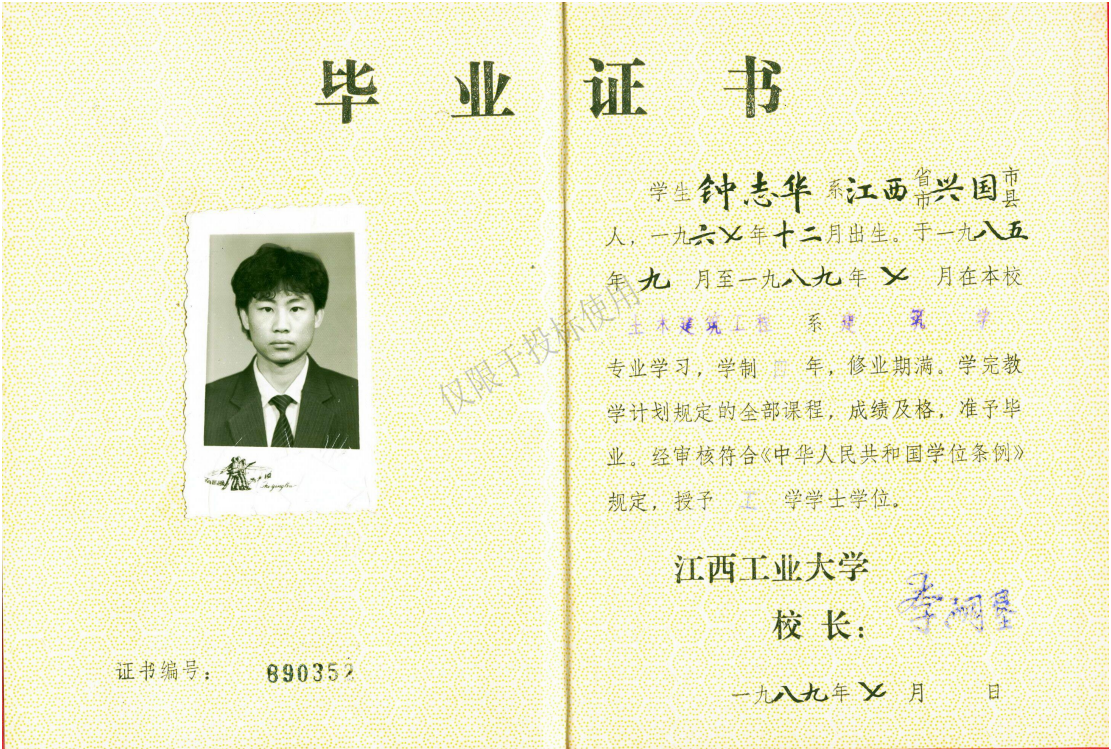 毕业证书
学生 钟志华 系 江西 省市 兴国 市县
人，一九六七年十二月出生。于一九八五
年九月至一九八九年七月在本校
土木建筑工程 系 建筑学
专业学习，学制 四 年，修业期满。学完教
学计划规定的全部课程，成绩及格，准予毕
业。经审核符合《中华人民共和国学位条例》
规定，授予 工 学学士学位。
江西工业大学
校长：
一九八九年七月 日
证书编号： 890352
仅限于投标使用